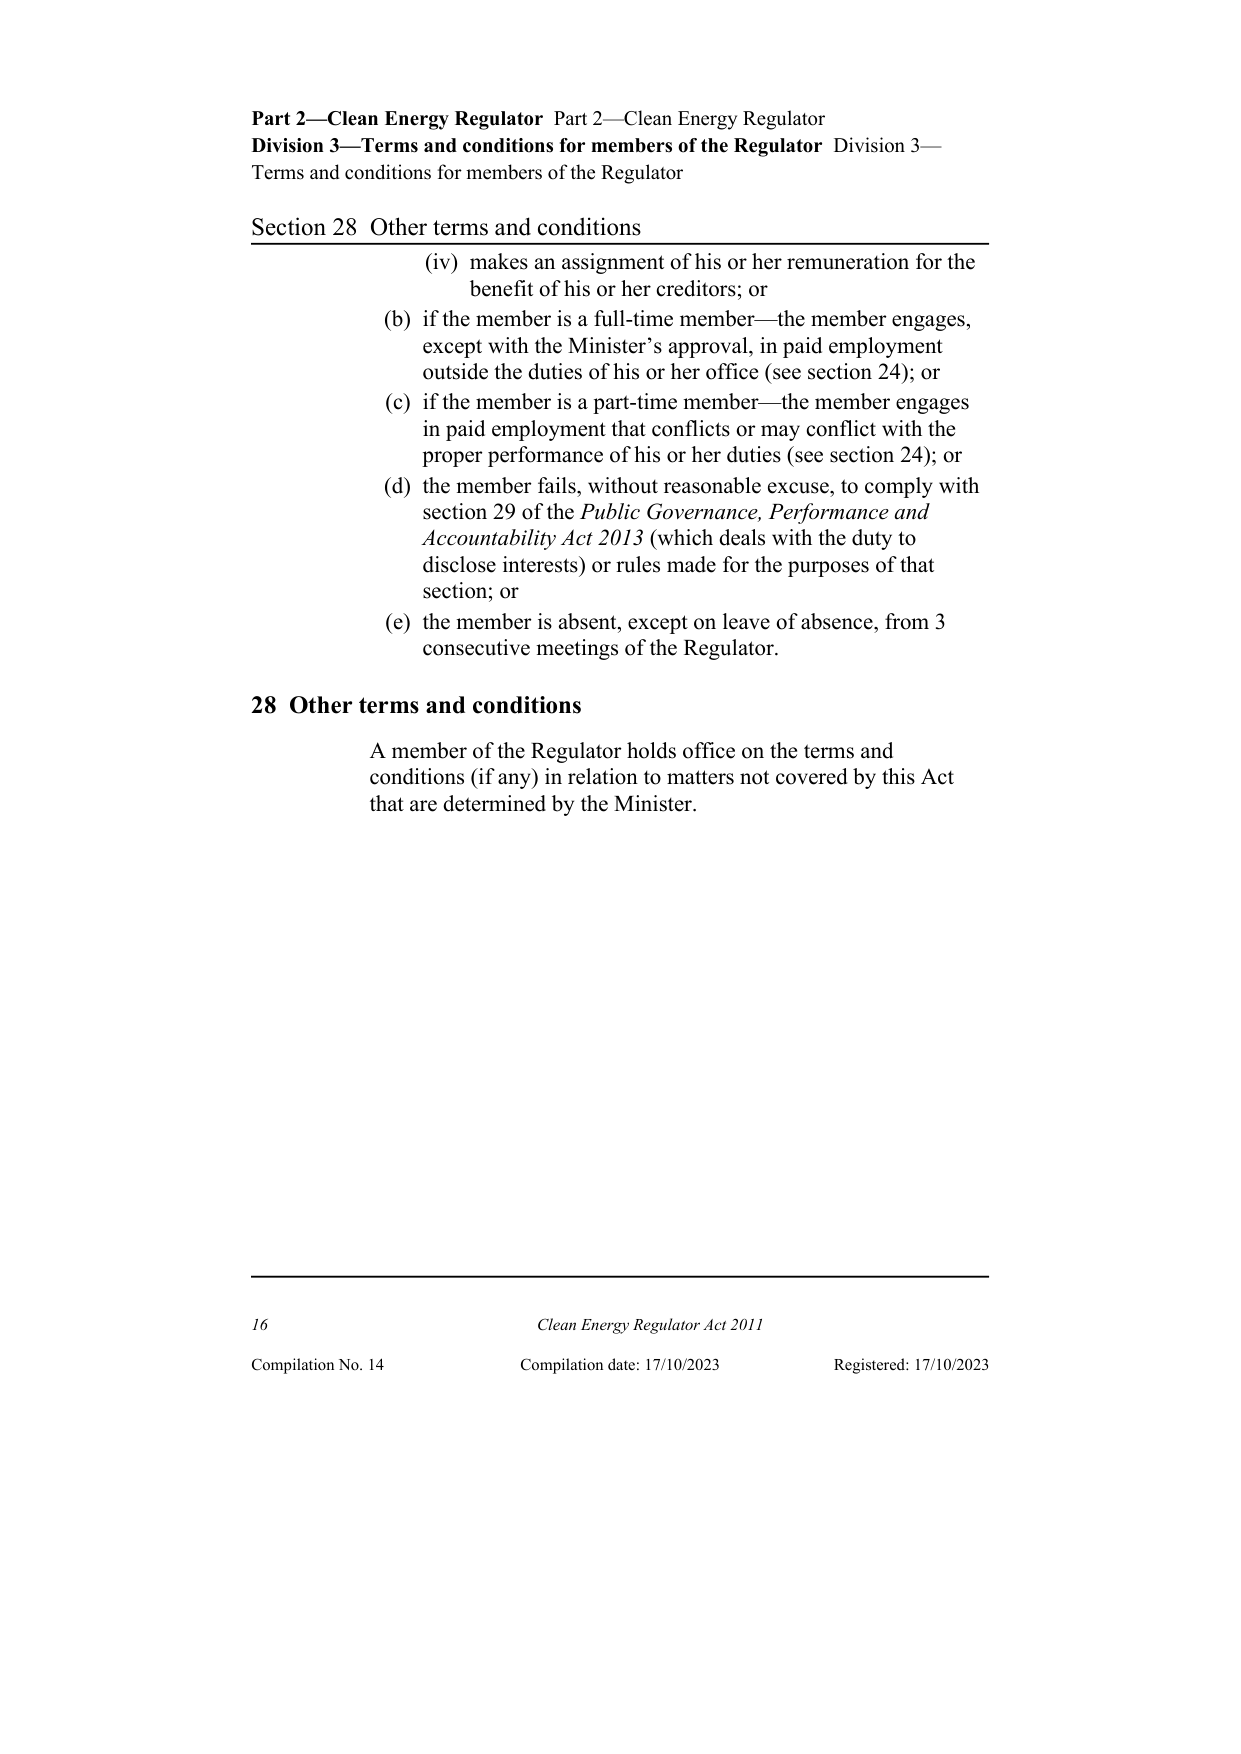 Part 2—Clean Energy Regulator  Part 2—Clean Energy Regulator
Division 3—Terms and conditions for members of the Regulator  Division 3—
Terms and conditions for members of the Regulator
Section 28  Other terms and conditions
(iv) makes an assignment of his or her remuneration for the
benefit of his or her creditors; or
(b) if the member is a full-time member—the member engages,
except with the Minister’s approval, in paid employment
outside the duties of his or her office (see section 24); or
(c) if the member is a part-time member—the member engages
in paid employment that conflicts or may conflict with the
proper performance of his or her duties (see section 24); or
(d) the member fails, without reasonable excuse, to comply with
section 29 of the Public Governance, Performance and
Accountability Act 2013 (which deals with the duty to
disclose interests) or rules made for the purposes of that
section; or
(e) the member is absent, except on leave of absence, from 3
consecutive meetings of the Regulator.
28  Other terms and conditions
A member of the Regulator holds office on the terms and
conditions (if any) in relation to matters not covered by this Act
that are determined by the Minister.
16 Clean Energy Regulator Act 2011
Compilation No. 14 Compilation date: 17/10/2023 Registered: 17/10/2023